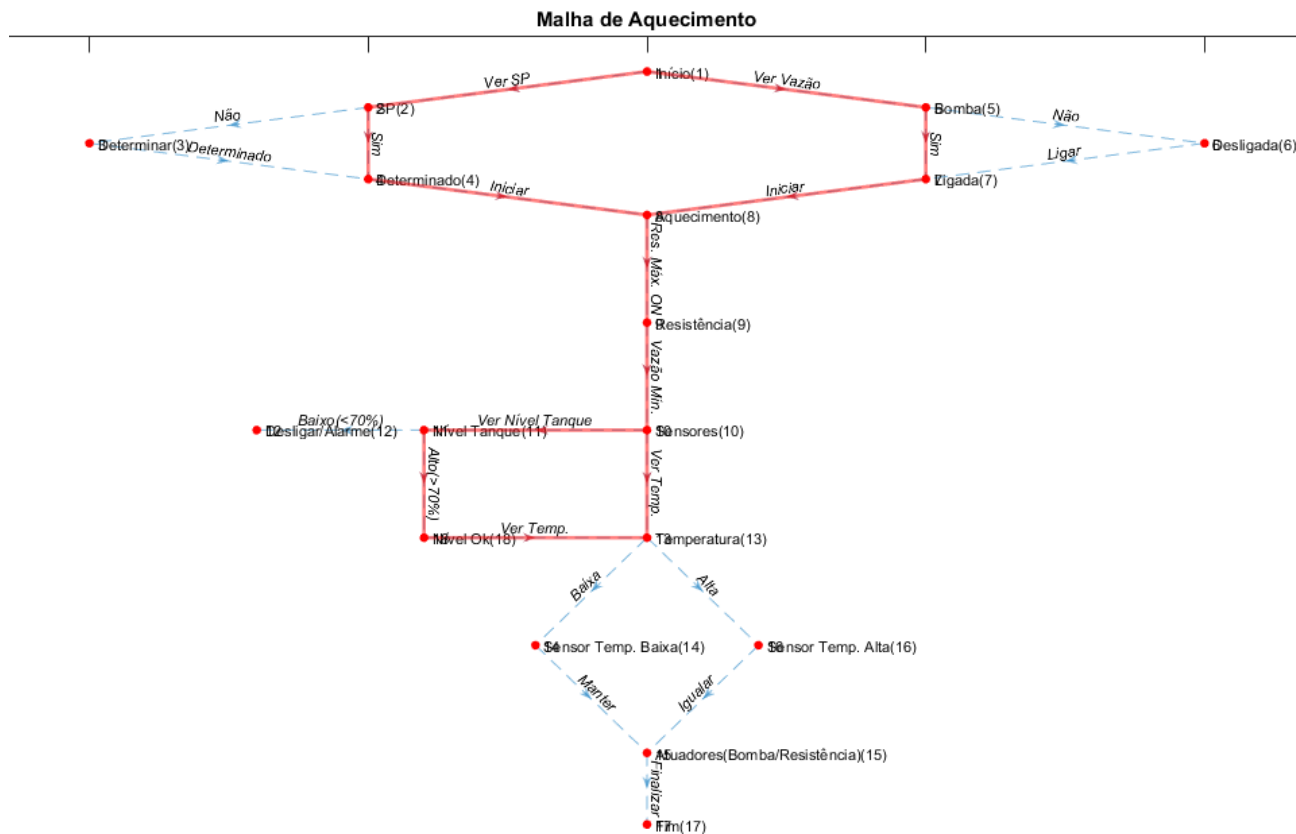 Malha de Aquecimento
Início(1)
Ver SP
Ver Vazão
SP(2)
Bomba(5)
Não
Não
Sim
Sim
Determinar(3)
Desligada(6)
Determinado
Ligar
Determinado(4)
Ligada(7)
Iniciar
Iniciar
Aquecimento(8)
Res. Máx. ON
Resistência(9)
Vazão Min.
Baixo(<70%)
Ver Nível Tanque
Desligar/Alarme(12)
Nível Tanque(11)
Sensores(10)
Alto(>70%)
Ver Temp.
Ver Temp.
Nível Ok(18)
Temperatura(13)
Baixa
Alta
Sensor Temp. Baixa(14)
Sensor Temp. Alta(16)
Manter
Igualar
Atuadores(Bomba/Resistência)(15)
Finalizar
Fim(17)